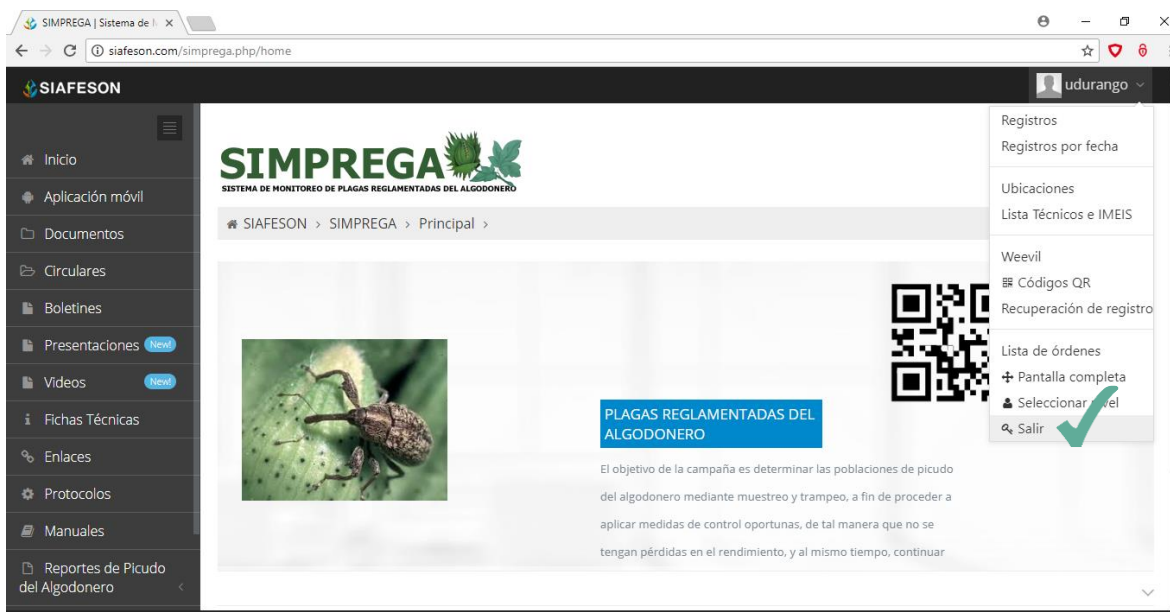 SIMPREGA | Sistema de
siafeson.com/simprega.php/home
SIAFESON
udurango
Inicio
Aplicación móvil
Documentos
Circulares
Boletines
Presentaciones New!
Videos New!
Fichas Técnicas
Enlaces
Protocolos
Manuales
Reportes de Picudo
del Algodonero
SIMPREGA
SISTEMA DE MONITOREO DE PLAGAS REGLAMENTADAS DEL ALGODONERO
SIAFESON > SIMPREGA > Principal >
PLAGAS REGLAMENTADAS DEL
ALGODONERO
El objetivo de la campaña es determinar las poblaciones de picudo
del algodonero mediante muestreo y trampeo, a fin de proceder a
aplicar medidas de control oportunas, de tal manera que no se
tengan pérdidas en el rendimiento, y al mismo tiempo, continuar
Registros
Registros por fecha
Ubicaciones
Lista Técnicos e IMEIS
Weevil
Códigos QR
Recuperación de registro
Lista de órdenes
Pantalla completa
Seleccionar
Salir